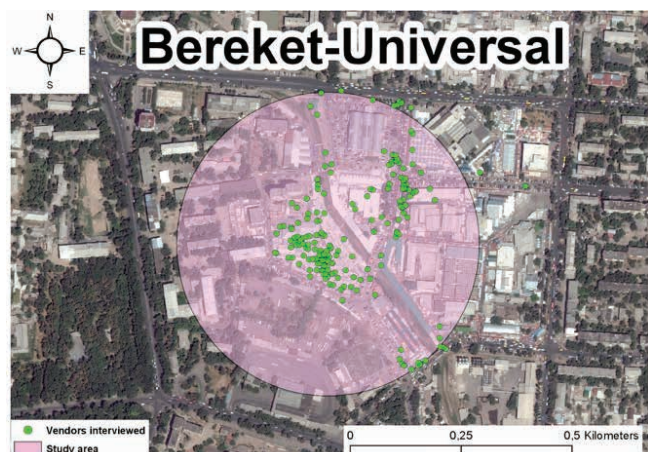 Bereket-Universal
N
W E
S
Vendors interviewed
Study area
0 0,25 0,5 Kilometers